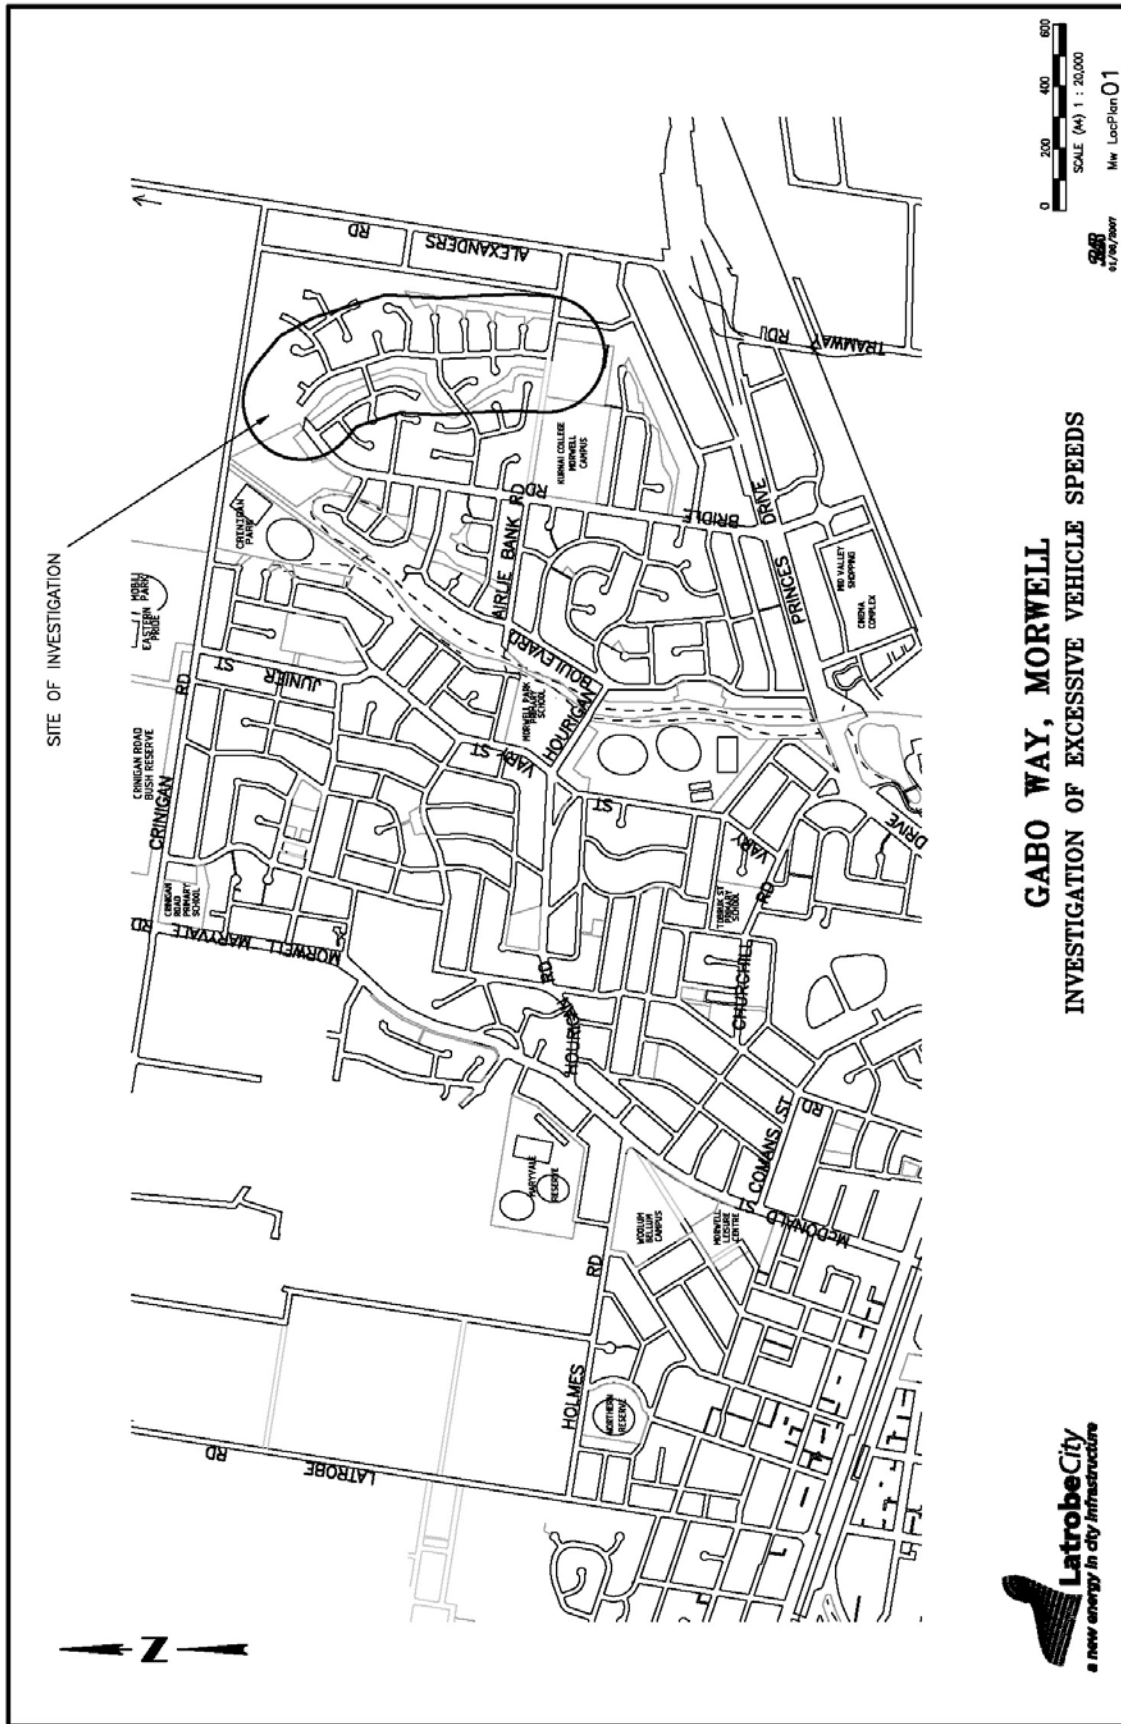 SITE OF INVESTIGATION
CRINIGAN
PARK
MOBIL
PARK
EASTERN
PRIDE
CRINIGAN ROAD
BUSH RESERVE
CRINIGAN
RD
CRINIGAN
ROAD
PRIMARY
SCHOOL
MORWELL MARYVALE RD
JUNIER
ST
ALEXANDERS
RD
AIRLIE BANK RD
KURNAI COLLEGE
MORWELL
CAMPUS
BRIDLE
RD
MORWELL PARK
PRIMARY
SCHOOL
HOURIGAN
BOULEVARD
VARY ST
VARY
ST
PRINCES
DRIVE
TRAMWAY
RD
MID VALLEY
SHOPPING
CINEMA
COMPLEX
TOBRUK ST
PRIMARY
SCHOOL
CHURCHILL
RD
DRIVE
HOURIGAN
RD
MARYVALE
RESERVE
COMANS ST
RD
McDONALD
ST
WOOLUM
BELLUM
CAMPUS
MORWELL
LEISURE
CENTRE
HOLMES
RD
NORTHERN
RESERVE
LATROBE
RD
N
LatrobeCity
a new energy in city infrastructure
GABO WAY, MORWELL
INVESTIGATION OF EXCESSIVE VEHICLE SPEEDS
0 200 400 600
SCALE (A4) 1 : 20,000
01/06/2007
Mw LocPlan01